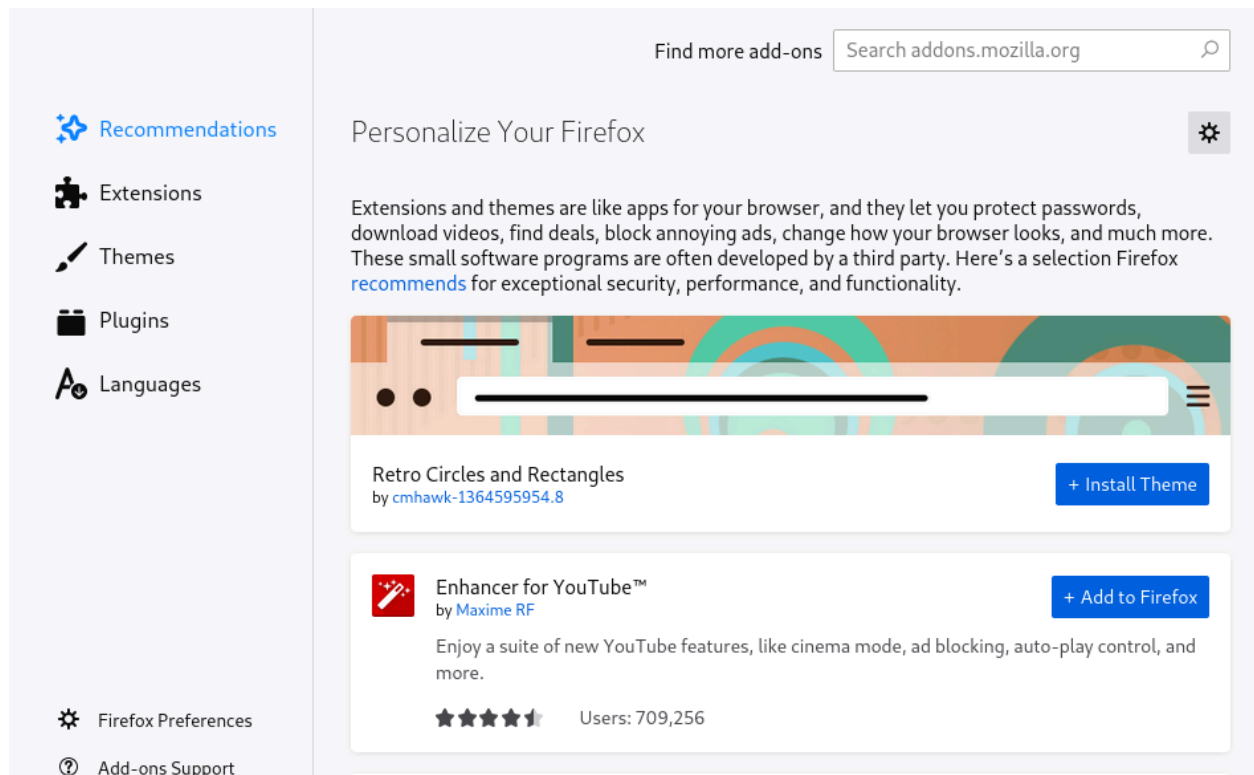 Find more add-ons
Search addons.mozilla.org
Recommendations
Extensions
Themes
Plugins
Languages
Firefox Preferences
Add-ons Support
Personalize Your Firefox
Extensions and themes are like apps for your browser, and they let you protect passwords,
download videos, find deals, block annoying ads, change how your browser looks, and much more.
These small software programs are often developed by a third party. Here’s a selection Firefox
recommends for exceptional security, performance, and functionality.
Retro Circles and Rectangles
by cmhawk-1364595954.8
+ Install Theme
Enhancer for YouTube™
by Maxime RF
+ Add to Firefox
Enjoy a suite of new YouTube features, like cinema mode, ad blocking, auto-play control, and
more.
Users: 709,256